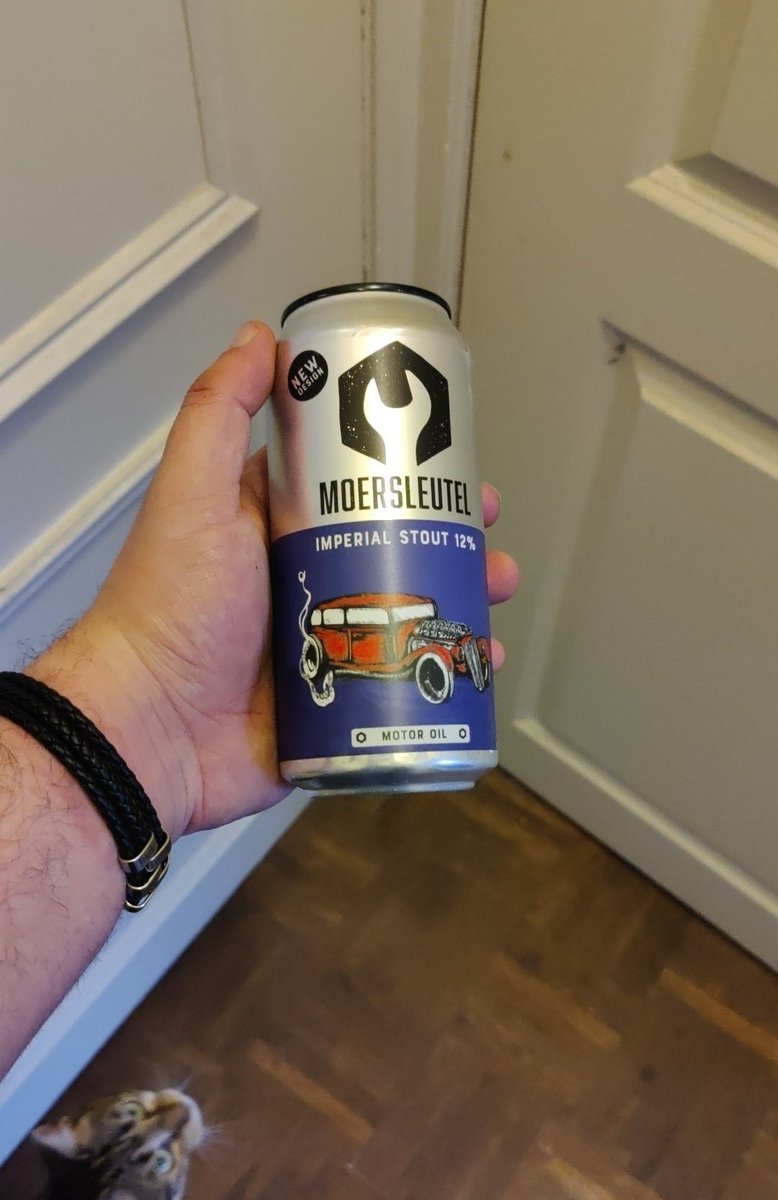 NEW
DESIGN
MOERSLEUTEL
IMPERIAL STOUT 12%
MOTOR OIL